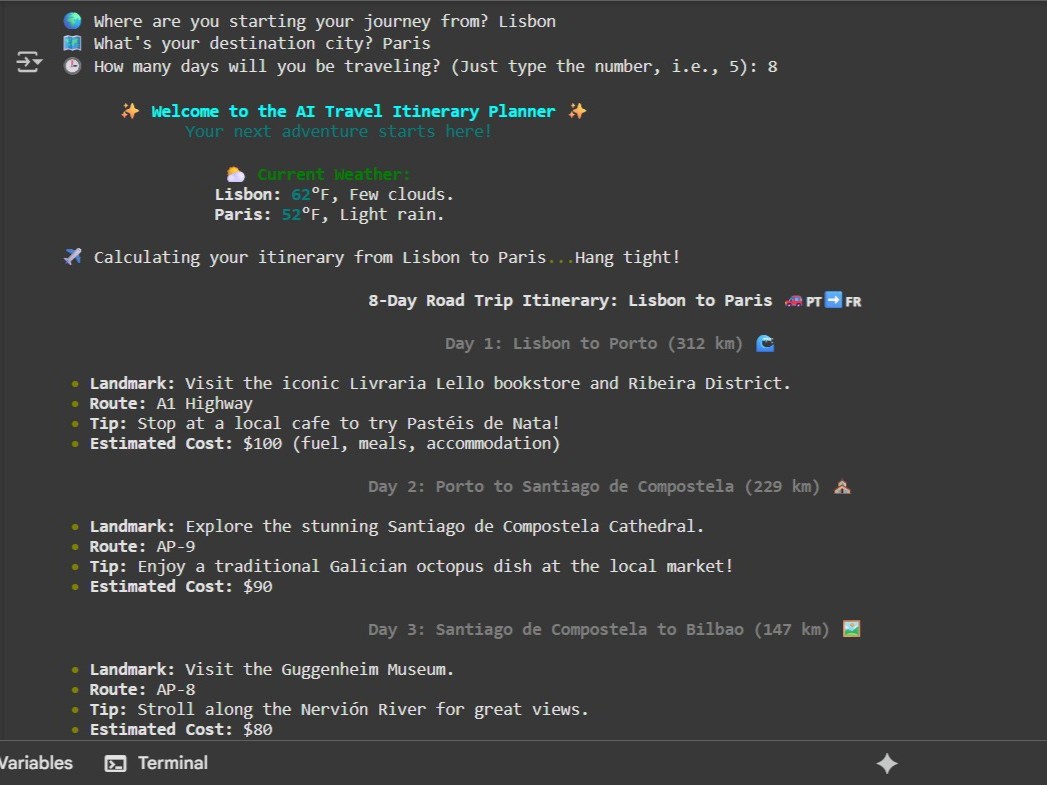 🌍 Where are you starting your journey from? Lisbon
🗺️ What's your destination city? Paris
🕒 How many days will you be traveling? (Just type the number, i.e., 5): 8
✨ Welcome to the AI Travel Itinerary Planner ✨
Your next adventure starts here!
🌤️ Current Weather:
Lisbon: 62°F, Few clouds.
Paris: 52°F, Light rain.
✈️ Calculating your itinerary from Lisbon to Paris...Hang tight!
8-Day Road Trip Itinerary: Lisbon to Paris 🚗 PT➡️FR
Day 1: Lisbon to Porto (312 km) 🌊
• Landmark: Visit the iconic Livraria Lello bookstore and Ribeira District.
• Route: A1 Highway
• Tip: Stop at a local cafe to try Pastéis de Nata!
• Estimated Cost: $100 (fuel, meals, accommodation)
Day 2: Porto to Santiago de Compostela (229 km) ⛪
• Landmark: Explore the stunning Santiago de Compostela Cathedral.
• Route: AP-9
• Tip: Enjoy a traditional Galician octopus dish at the local market!
• Estimated Cost: $90
Day 3: Santiago de Compostela to Bilbao (147 km) 🖼️
• Landmark: Visit the Guggenheim Museum.
• Route: AP-8
• Tip: Stroll along the Nervión River for great views.
• Estimated Cost: $80
Variables Terminal